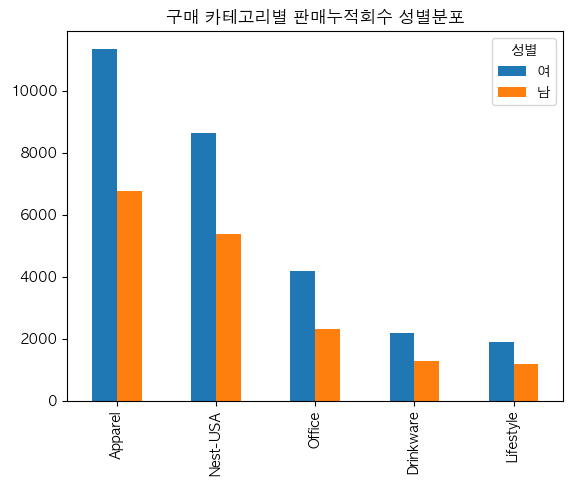 구매 카테고리별 판매누적회수 성별분포
성별
여
남
10000
8000
6000
4000
2000
0
Apparel
Nest-USA
Office
Drinkware
Lifestyle